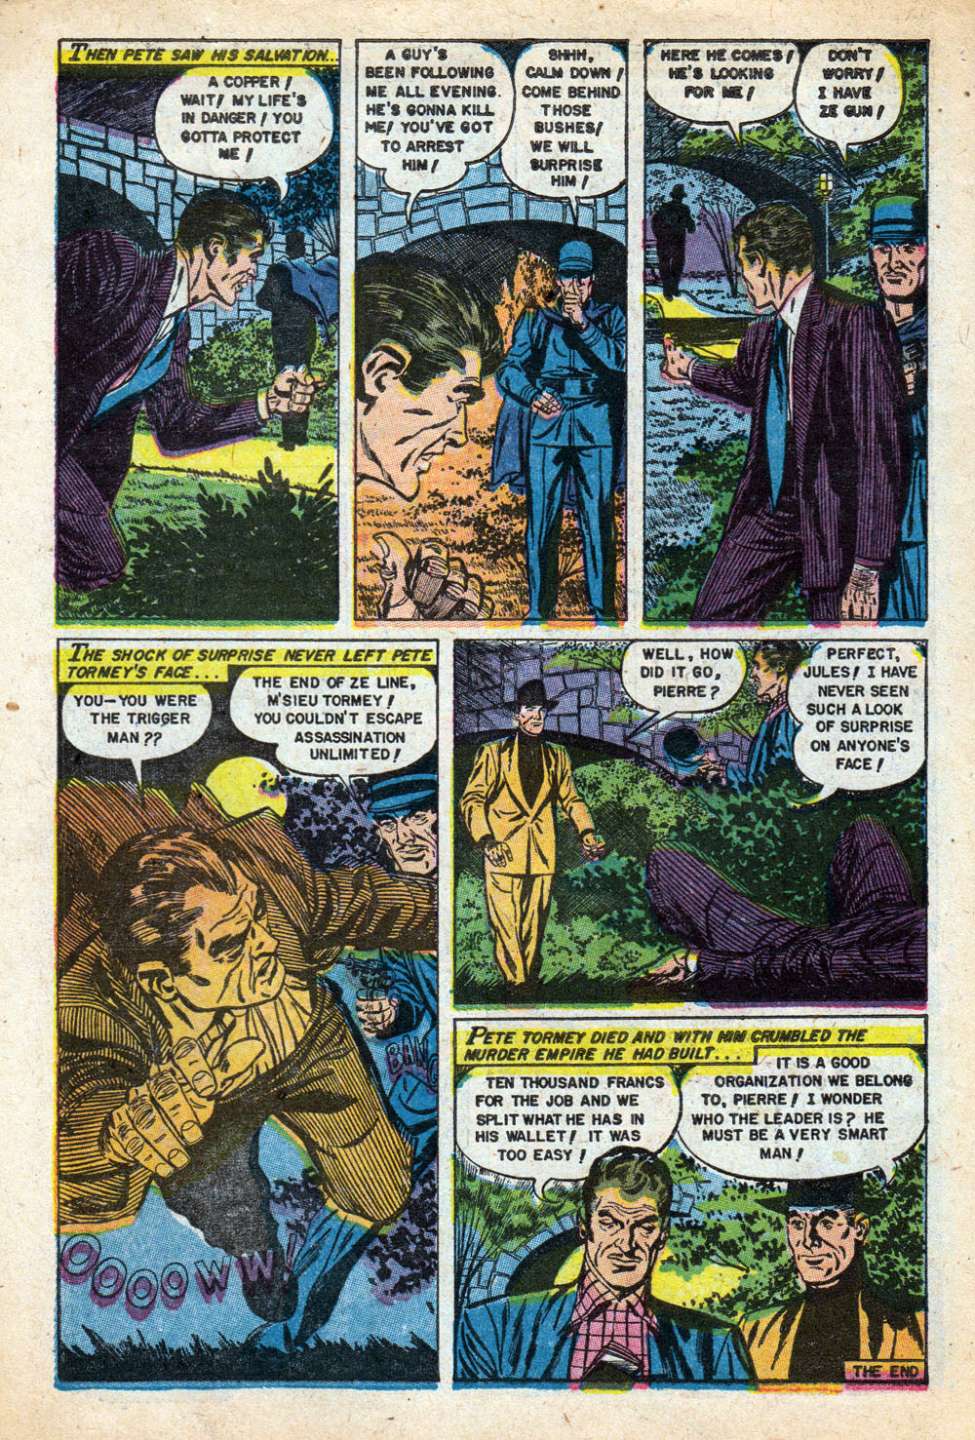 THEN PETE SAW HIS SALVATION...
A COPPER!
WAIT! MY LIFE'S
IN DANGER! YOU
GOTTA PROTECT
ME!
A GUY'S
BEEN FOLLOWING
ME ALL EVENING.
HE'S GONNA KILL
ME! YOU'VE GOT
TO ARREST
HIM!
SHHH,
CALM DOWN!
COME BEHIND
THOSE
BUSHES!
WE WILL
SURPRISE
HIM!
HERE HE COMES!
HE'S LOOKING
FOR ME!
DON'T
WORRY!
I HAVE
ZE GUN!
THE SHOCK OF SURPRISE NEVER LEFT PETE
TORMEY'S FACE...
YOU-YOU WERE
THE TRIGGER
MAN??
THE END OF ZE LINE,
M'SIEU TORMEY!
YOU COULDN'T ESCAPE
ASSASSINATION
UNLIMITED!
BANG
OOOOOWW!
WELL, HOW
DID IT GO,
PIERRE?
PERFECT,
JULES! I HAVE
NEVER SEEN
SUCH A LOOK
OF SURPRISE
ON ANYONE'S
FACE!
PETE TORMEY DIED AND WITH HIM CRUMBLED THE
MURDER EMPIRE HE HAD BUILT...
TEN THOUSAND FRANCS
FOR THE JOB AND WE
SPLIT WHAT HE HAS IN
HIS WALLET! IT WAS
TOO EASY!
IT IS A GOOD
ORGANIZATION WE BELONG
TO, PIERRE! I WONDER
WHO THE LEADER IS? HE
MUST BE A VERY SMART
MAN!
THE END